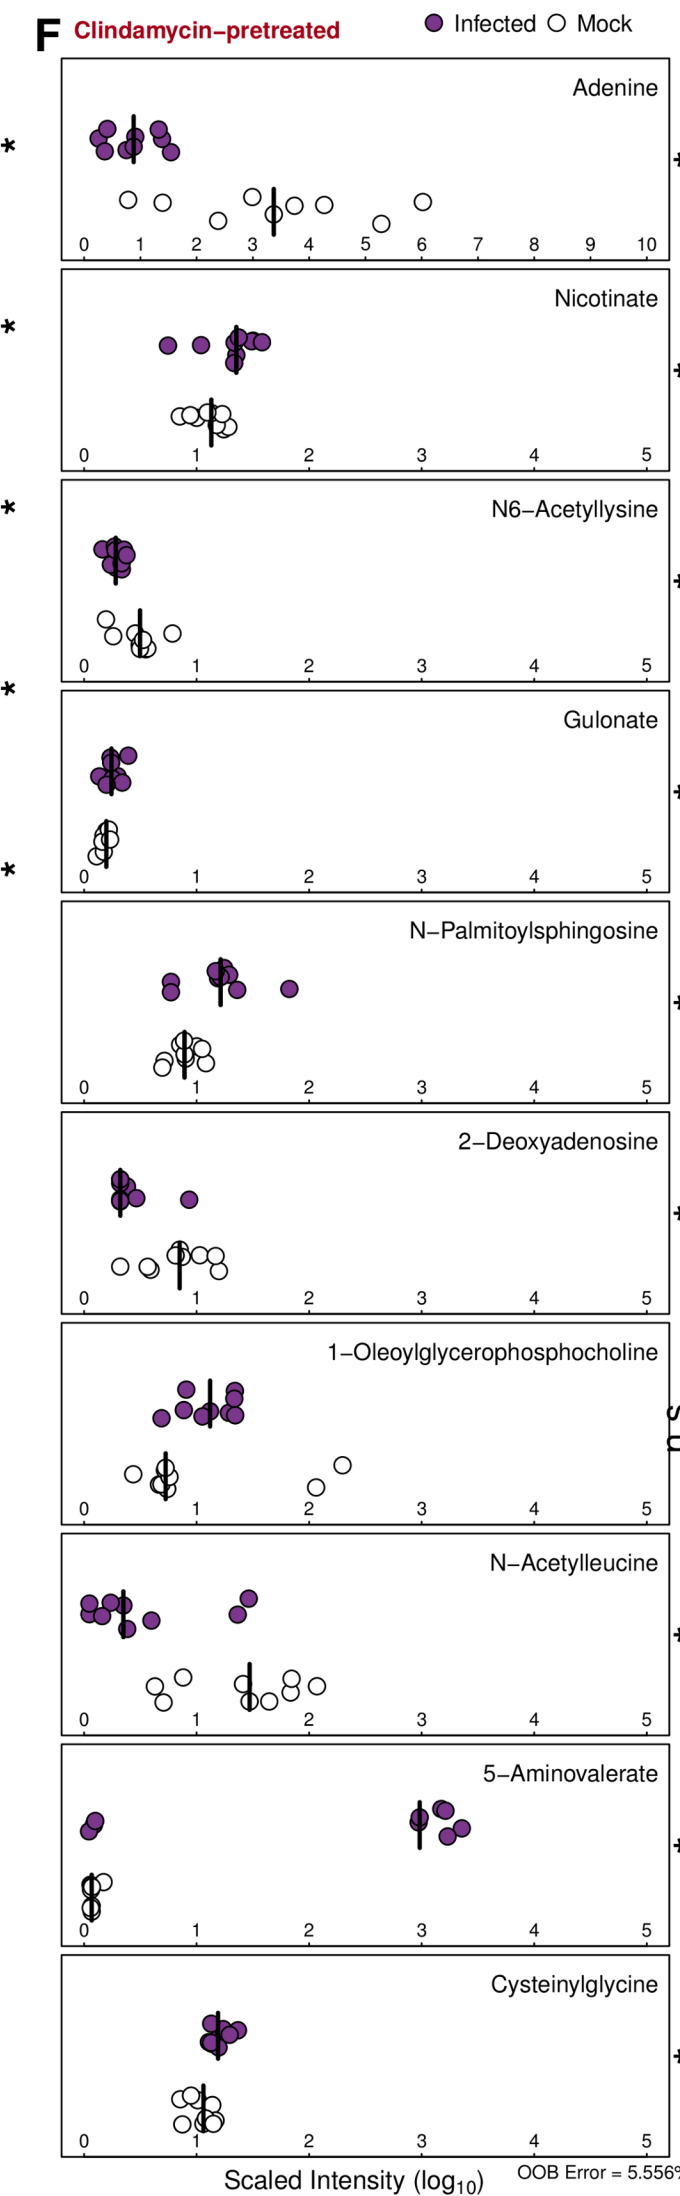 F Clindamycin−pretreated Infected Mock
Adenine
*
0 1 2 3 4 5 6 7 8 9 10
Nicotinate
*
0 1 2 3 4 5
N6−Acetyllysine
*
0 1 2 3 4 5
*
Gulonate
*
0 1 2 3 4 5
N−Palmitoylsphingosine
0 1 2 3 4 5
2−Deoxyadenosine
0 1 2 3 4 5
1−Oleoylglycerophosphocholine
0 1 2 3 4 5
N−Acetylleucine
0 1 2 3 4 5
5−Aminovalerate
0 1 2 3 4 5
Cysteinylglycine
0 1 2 3 4 5
Scaled Intensity (log10) OOB Error = 5.556%